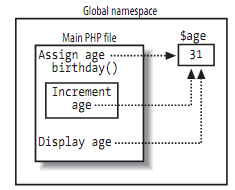 Global namespace
Main PHP file
$age
Assign age
birthday()
31
Increment
age
Display age